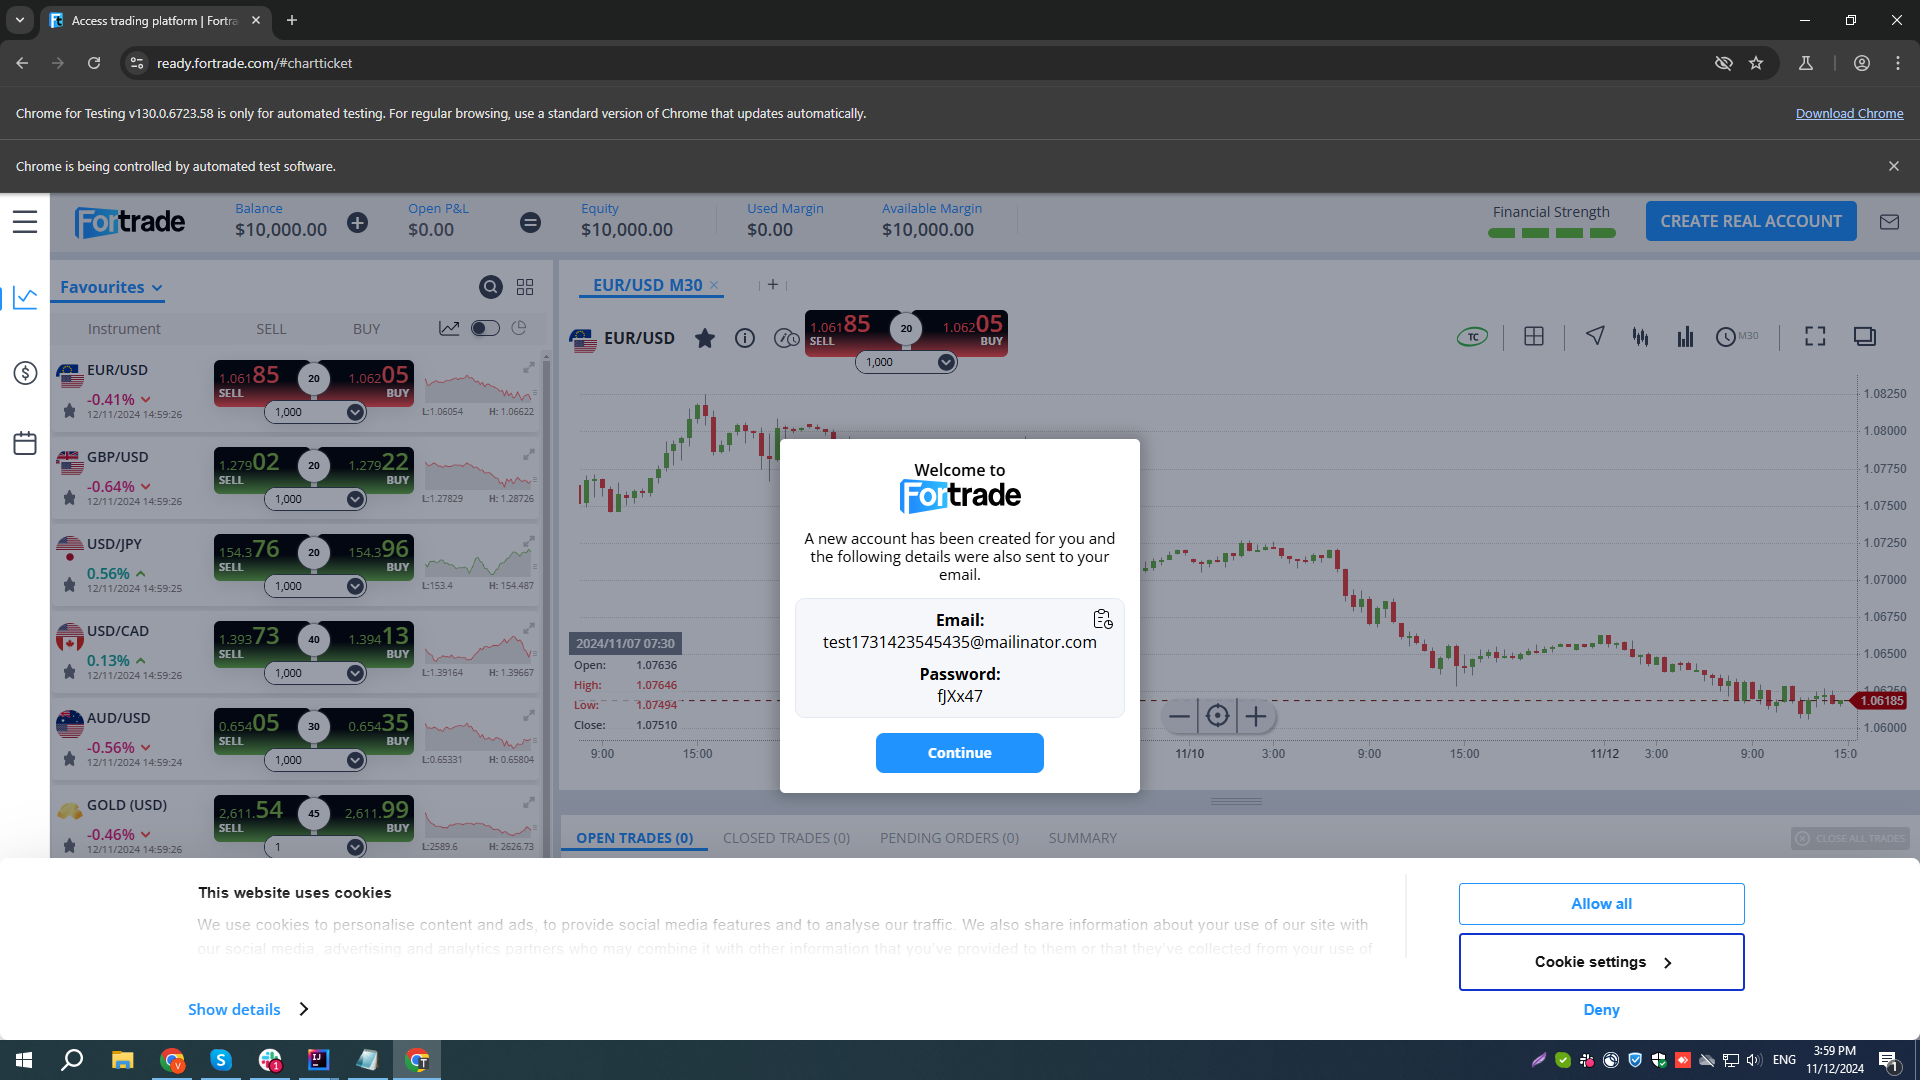 Access trading platform | Fortra
ready.fortrade.com/#chartticket
Chrome for Testing v130.0.6723.58 is only for automated testing. For regular browsing, use a standard version of Chrome that updates automatically.
Download Chrome
Chrome is being controlled by automated test software.
Fortrade
Balance
$10,000.00
Open P&L
$0.00
Equity
$10,000.00
Used Margin
$0.00
Available Margin
$10,000.00
Financial Strength
CREATE REAL ACCOUNT
Favourites
Instrument SELL BUY
EUR/USD
-0.41%
12/11/2024 14:59:26
1.06185 SELL
20
1.06205 BUY
1,000
L:1.06054 H: 1.06622
GBP/USD
-0.64%
12/11/2024 14:59:26
1.27902 SELL
20
1.27922 BUY
1,000
L:1.27829 H: 1.28726
USD/JPY
0.56%
12/11/2024 14:59:25
154.376 SELL
20
154.396 BUY
1,000
L:153.4 H: 154.487
USD/CAD
0.13%
12/11/2024 14:59:26
1.39373 SELL
40
1.39413 BUY
1,000
L:1.39164 H: 1.39667
AUD/USD
-0.56%
12/11/2024 14:59:24
0.65405 SELL
30
0.65435 BUY
1,000
L:0.65331 H: 0.65804
GOLD (USD)
-0.46%
12/11/2024 14:59:26
2,611.54 SELL
45
2,611.99 BUY
1
L:2589.6 H: 2626.73
EUR/USD M30
EUR/USD
1.06185 SELL
20
1.06205 BUY
1,000
TC
M30
1.08250
1.08000
1.07750
1.07500
1.07250
1.07000
1.06750
1.06500
1.06250
1.06185
1.06000
2024/11/07 07:30
Open: 1.07636
High: 1.07646
Low: 1.07494
Close: 1.07510
9:00 15:00 11/10 3:00 9:00 15:00 11/12 3:00 9:00 15:0
Welcome to
Fortrade
A new account has been created for you and
the following details were also sent to your
email.
Email:
test1731423545435@mailinator.com
Password:
fJXx47
Continue
OPEN TRADES (0) CLOSED TRADES (0) PENDING ORDERS (0) SUMMARY
CLOSE ALL TRADES
This website uses cookies
We use cookies to personalise content and ads, to provide social media features and to analyse our traffic. We also share information about your use of our site with
our social media, advertising and analytics partners who may combine it with other information that you've provided to them or that they've collected from your use of
Show details
Allow all
Cookie settings
Deny
ENG
3:59 PM
11/12/2024